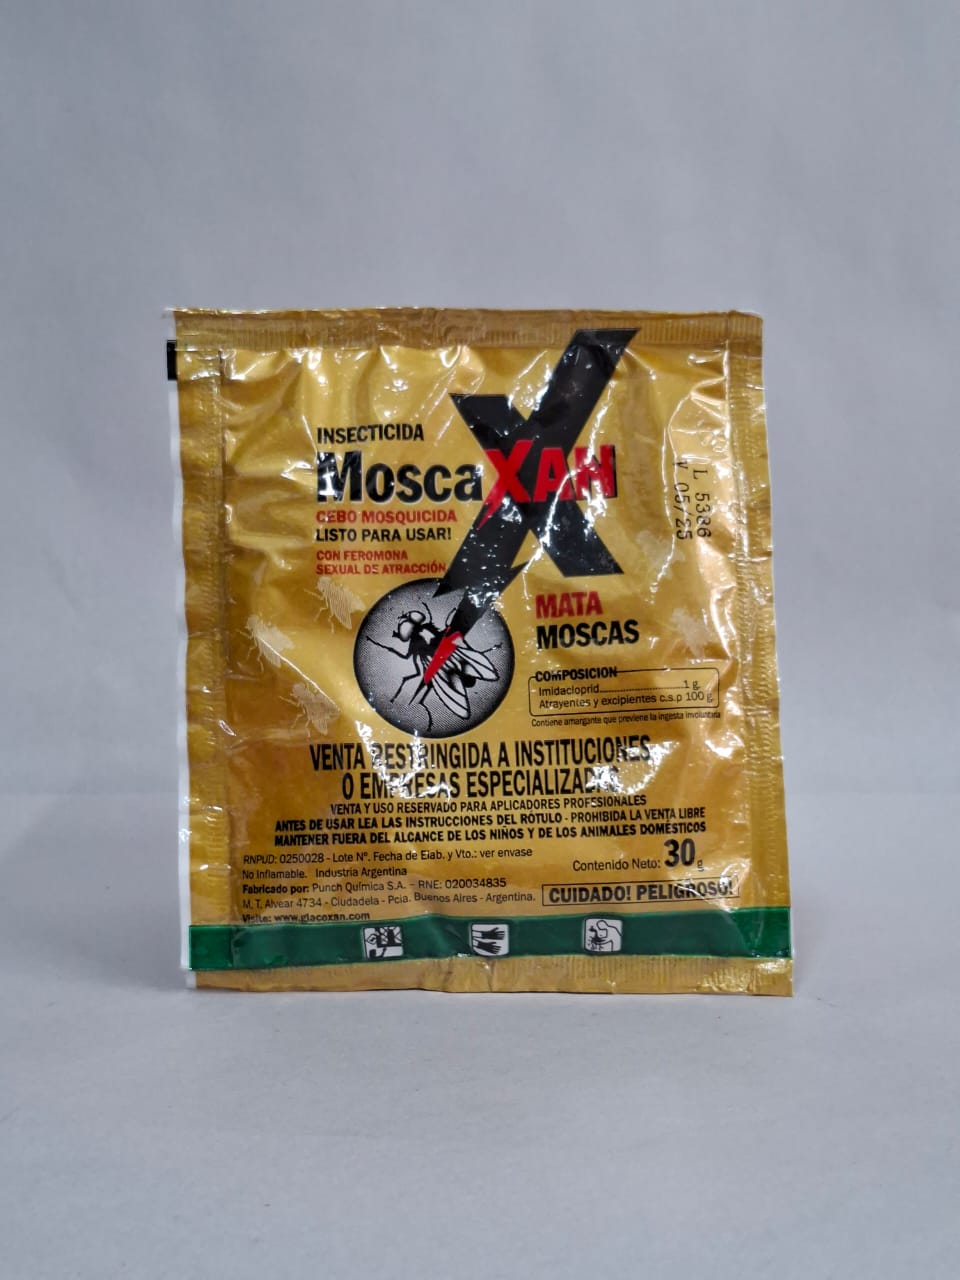 INSECTICIDA
MoscaXAN
CEBO MOSQUICIDA
LISTO PARA USAR!
CON FEROMONA
SEXUAL DE ATRACCIÓN
L 5386
V 05/25
MATA
MOSCAS
COMPOSICION
Imidacloprid..............................1 g.
Atrayentes y excipientes c.s.p 100 g
Contiene amargante que previene la ingesta involuntaria
VENTA RESTRINGIDA A INSTITUCIONES
O EMPRESAS ESPECIALIZADAS
VENTA Y USO RESERVADO PARA APLICADORES PROFESIONALES
ANTES DE USAR LEA LAS INSTRUCCIONES DEL RÓTULO - PROHIBIDA LA VENTA LIBRE
MANTENER FUERA DEL ALCANCE DE LOS NIÑOS Y DE LOS ANIMALES DOMÉSTICOS
RNPUD: 0250028 - Lote Nº. Fecha de Elab. y Vto.: ver envase
No Inflamable. Industria Argentina
Contenido Neto: 30 g
Fabricado por: Punch Química S.A. - RNE: 020034835
M. T. Alvear 4734 - Ciudadela - Pcia. Buenos Aires - Argentina.
CUIDADO! PELIGROSO!
Visite: www.glacoxan.com